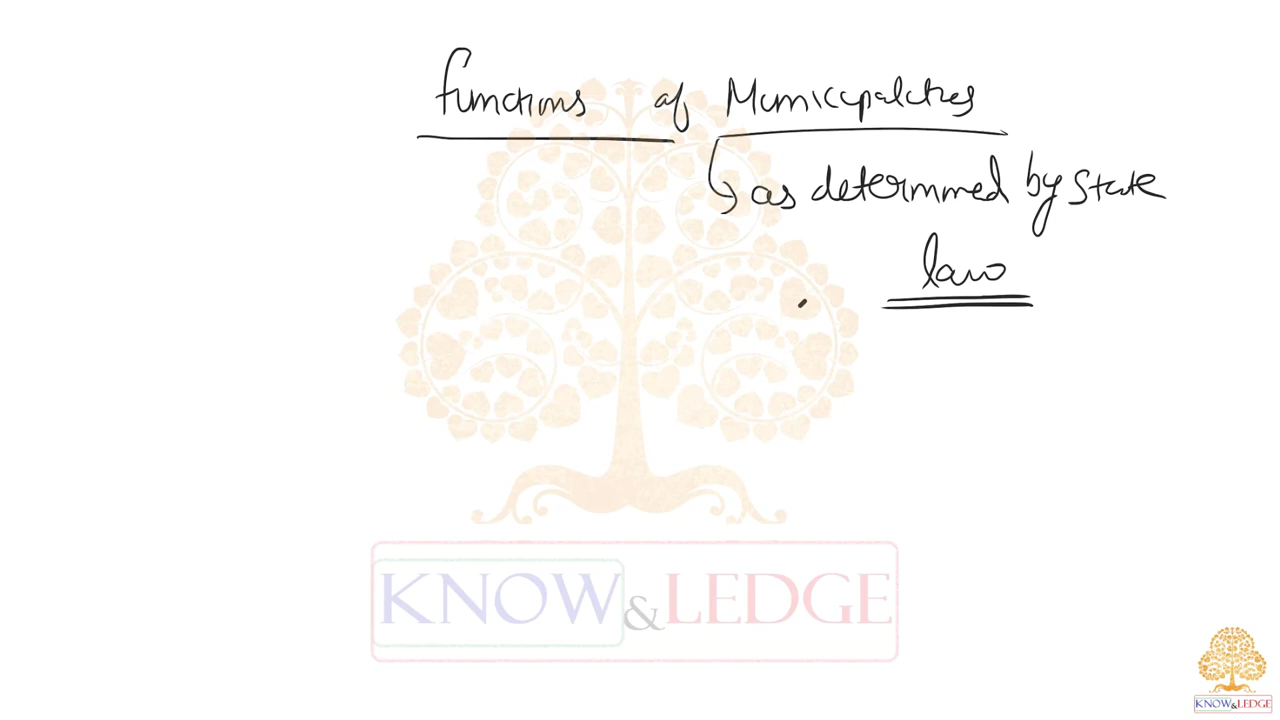 functions of Municipalities
as determined by State
law
KNOW&LEDGE
KNOW&LEDGE